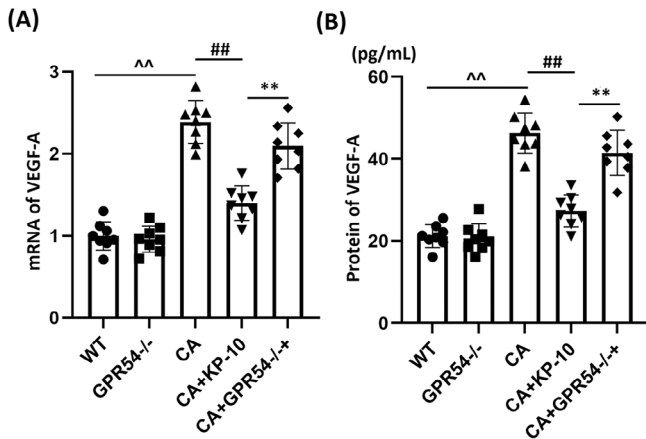 (A)
^^
##
**
mRNA of VEGF-A
3
2
1
0
WT
GPR54-/-
CA
CA+KP-10
CA+GPR54-/-+
(B)
(pg/mL)
^^
##
**
Protein of VEGF-A
60
40
20
0
WT
GPR54-/-
CA
CA+KP-10
CA+GPR54-/-+